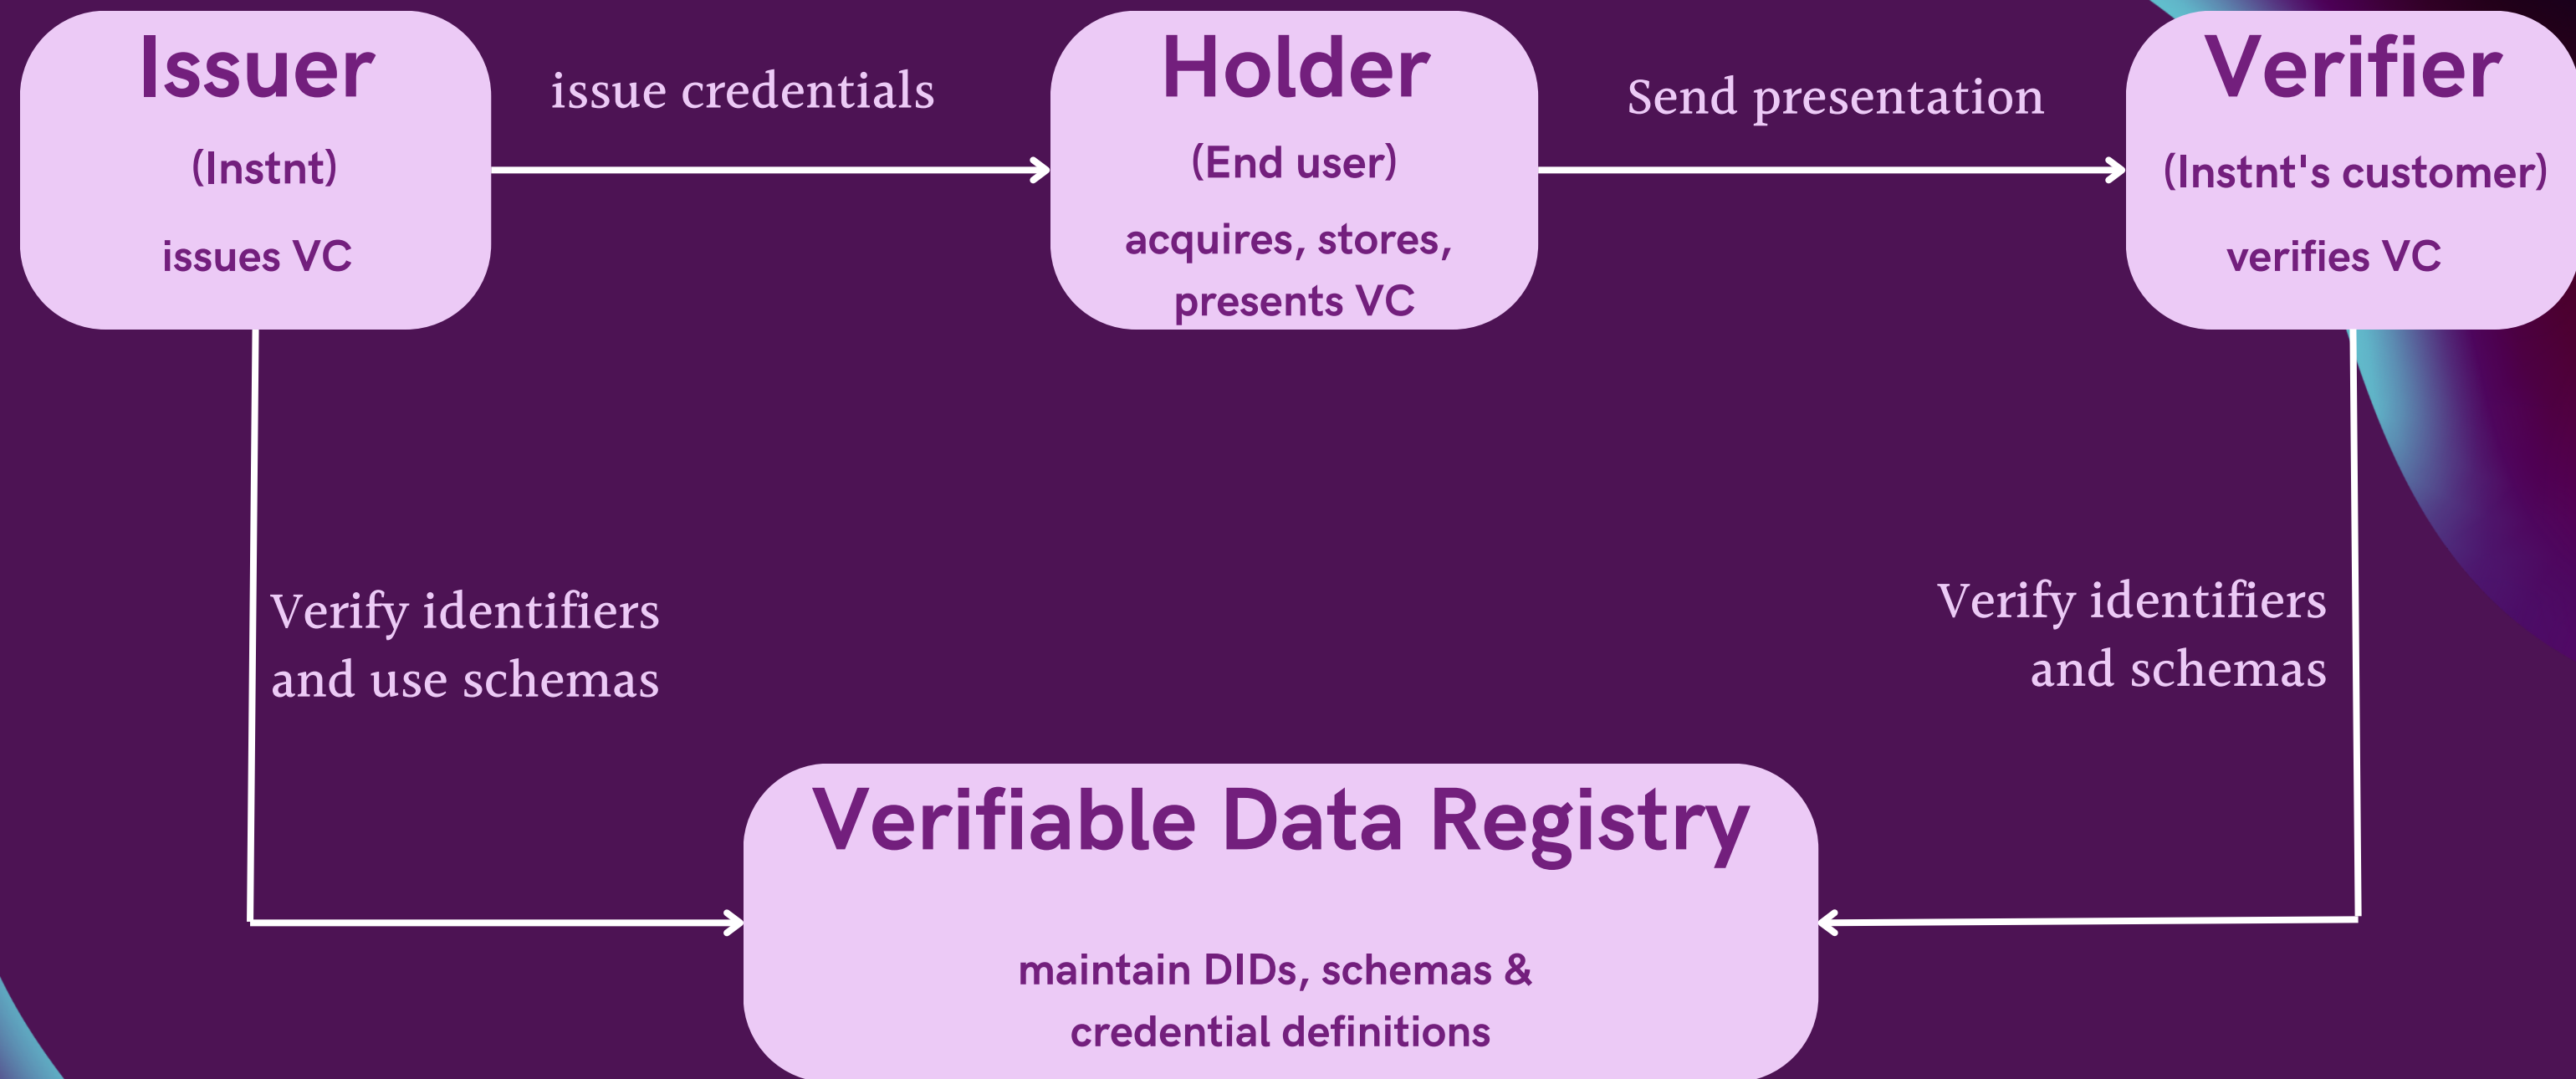 Issuer
(Instnt)
issues VC
issue credentials
Holder
(End user)
acquires, stores,
presents VC
Send presentation
Verifier
(Instnt's customer)
verifies VC
Verify identifiers
and use schemas
Verify identifiers
and schemas
Verifiable Data Registry
maintain DIDs, schemas &
credential definitions